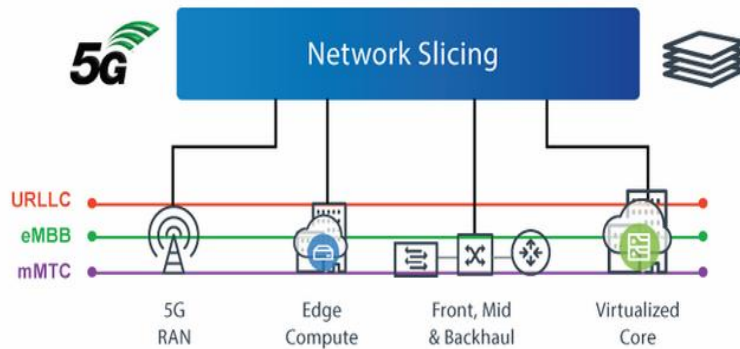 5G
Network Slicing
URLLC
eMBB
mMTC
5G
RAN
Edge
Compute
Front, Mid
& Backhaul
Virtualized
Core